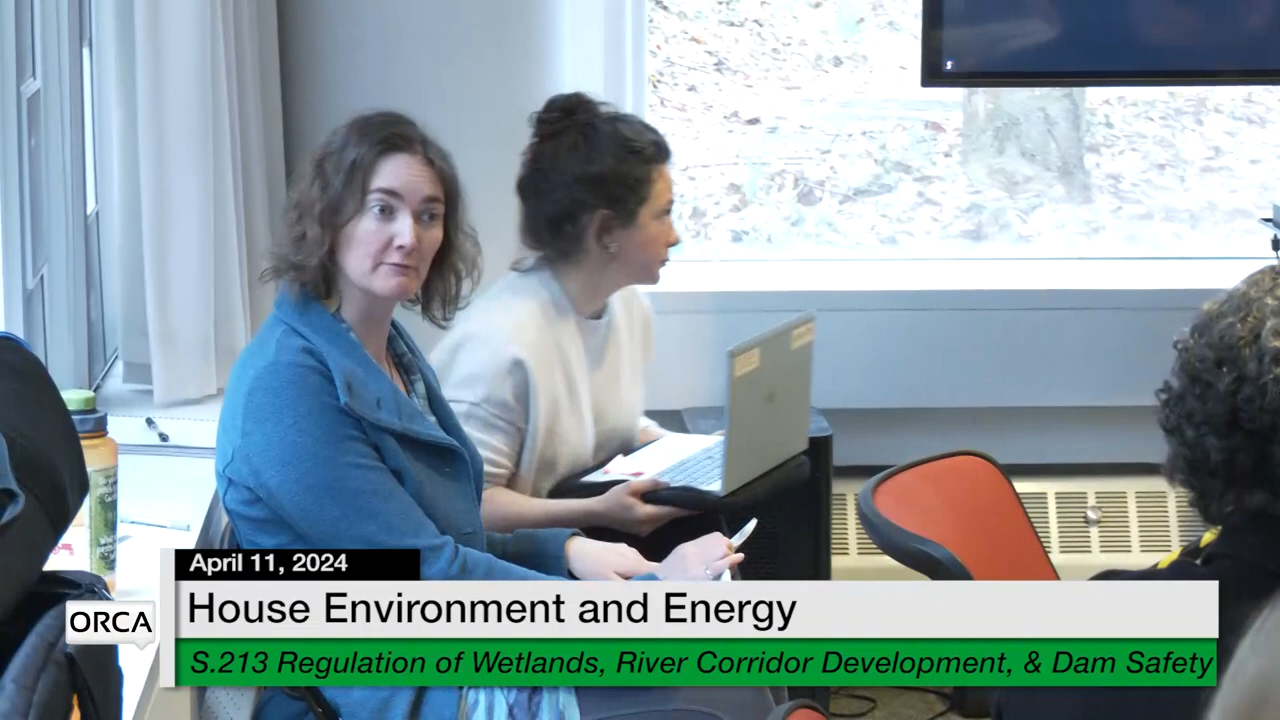 April 11, 2024
House Environment and Energy
ORCA
S.213 Regulation of Wetlands, River Corridor Development, & Dam Safety